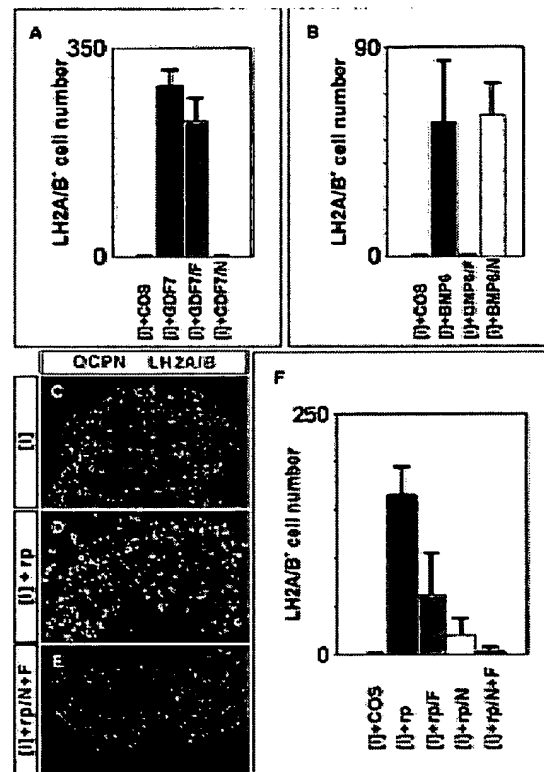 A
350
LH2A/B⁺ cell number
0
[I]+COS
[I]+GDF7
[I]+GDF7/F
[I]+GDF7/N
B
90
LH2A/B⁺ cell number
0
[I]+COS
[I]+BMP6
[I]+BMP6/F
[I]+BMP6/N
QCPN LH2A/B
C
[I]
D
[I]+rp
E
[I]+rp/N+F
F
250
LH2A/B⁺ cell number
0
[I]+COS
[I]+rp
[I]+rp/F
[I]+rp/N
[I]+rp/N+F